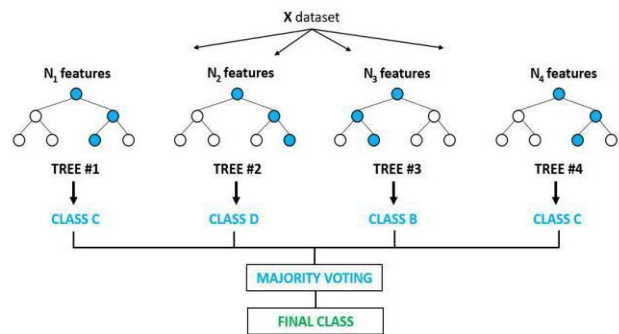 X dataset
N₁ features
N₂ features
N₃ features
N₄ features
TREE #1
TREE #2
TREE #3
TREE #4
CLASS C
CLASS D
CLASS B
CLASS C
MAJORITY VOTING
FINAL CLASS